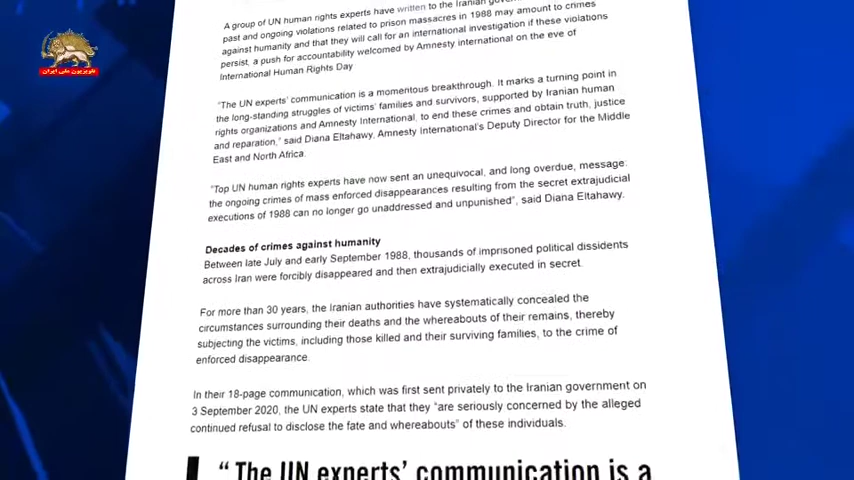 تلویزیون ملی ایران
A group of UN human rights experts have written to the Iranian
past and ongoing violations related to prison massacres in 1988 may amount to crimes
against humanity and that they will call for an international investigation if these violations
persist, a push for accountability welcomed by Amnesty international on the eve of
International Human Rights Day
“The UN experts’ communication is a momentous breakthrough. It marks a turning point in
the long-standing struggles of victims’ families and survivors, supported by Iranian human
rights organizations and Amnesty International, to end these crimes and obtain truth, justice
and reparation,” said Diana Eltahawy, Amnesty International’s Deputy Director for the Middle
East and North Africa.
“Top UN human rights experts have now sent an unequivocal, and long overdue, message:
the ongoing crimes of mass enforced disappearances resulting from the secret extrajudicial
executions of 1988 can no longer go unaddressed and unpunished”, said Diana Eltahawy.
Decades of crimes against humanity
Between late July and early September 1988, thousands of imprisoned political dissidents
across Iran were forcibly disappeared and then extrajudicially executed in secret.
For more than 30 years, the Iranian authorities have systematically concealed the
circumstances surrounding their deaths and the whereabouts of their remains, thereby
subjecting the victims, including those killed and their surviving families, to the crime of
enforced disappearance.
In their 18-page communication, which was first sent privately to the Iranian government on
3 September 2020, the UN experts state that they “are seriously concerned by the alleged
continued refusal to disclose the fate and whereabouts” of these individuals.
“ The UN experts’ communication is a